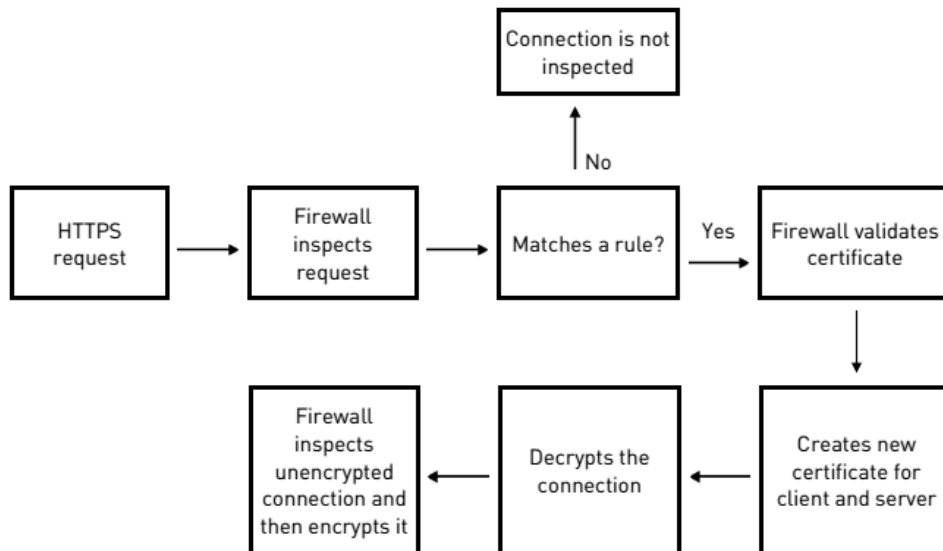 Connection is not
inspected
No
HTTPS
request
Firewall
inspects
request
Matches a rule?
Yes
Firewall validates
certificate
Firewall
inspects
unencrypted
connection and
then encrypts it
Decrypts the
connection
Creates new
certificate for
client and server